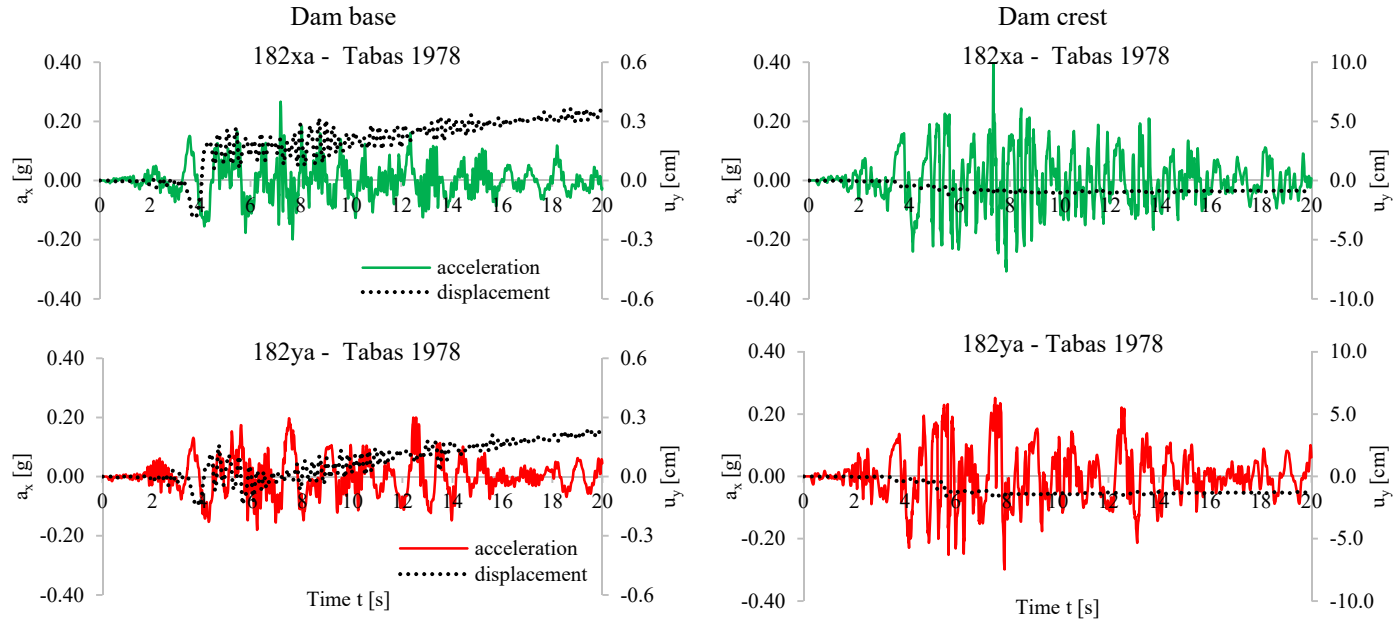 Dam base
Dam crest
182xa - Tabas 1978
182xa - Tabas 1978
0.40
0.20
0.00
-0.20
-0.40
a_x [g]
0 2 4 6 8 10 12 14 16 18 20
0.6
0.3
0.0
-0.3
-0.6
u_y [cm]
acceleration
displacement
0.40
0.20
0.00
-0.20
-0.40
a_x [g]
0 2 4 6 8 10 12 14 16 18 20
10.0
5.0
0.0
-5.0
-10.0
u_y [cm]
182ya - Tabas 1978
182ya - Tabas 1978
0.40
0.20
0.00
-0.20
-0.40
a_x [g]
0 2 4 6 8 10 12 14 16 18 20
0.6
0.3
0.0
-0.3
-0.6
u_y [cm]
acceleration
displacement
Time t [s]
0.40
0.20
0.00
-0.20
-0.40
a_x [g]
0 2 4 6 8 10 12 14 16 18 20
10.0
5.0
0.0
-5.0
-10.0
u_y [cm]
Time t [s]